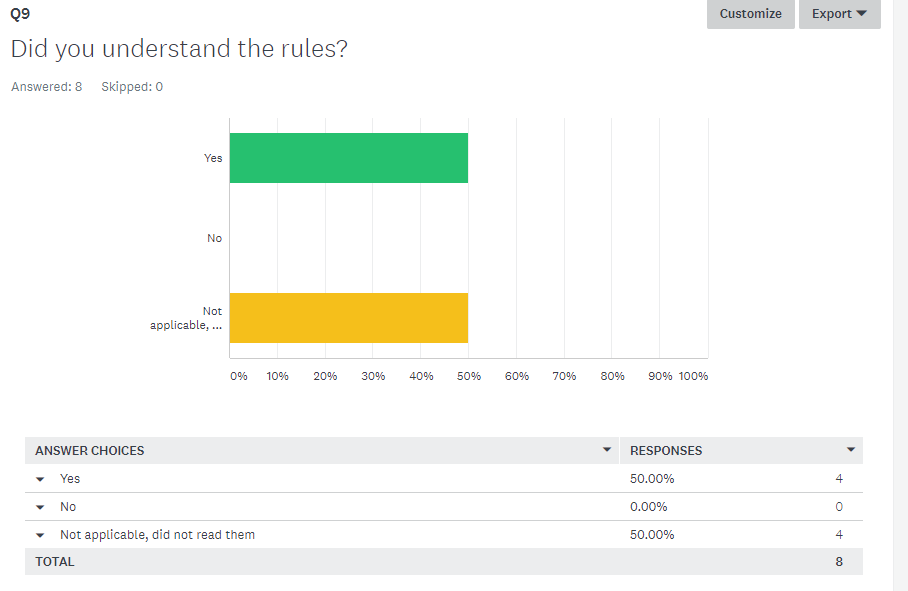 Q9
Customize
Export
Did you understand the rules?
Answered: 8 Skipped: 0
Yes
No
Not
applicable, ...
0% 10% 20% 30% 40% 50% 60% 70% 80% 90% 100%
ANSWER CHOICES RESPONSES
Yes 50.00% 4
No 0.00% 0
Not applicable, did not read them 50.00% 4
TOTAL 8